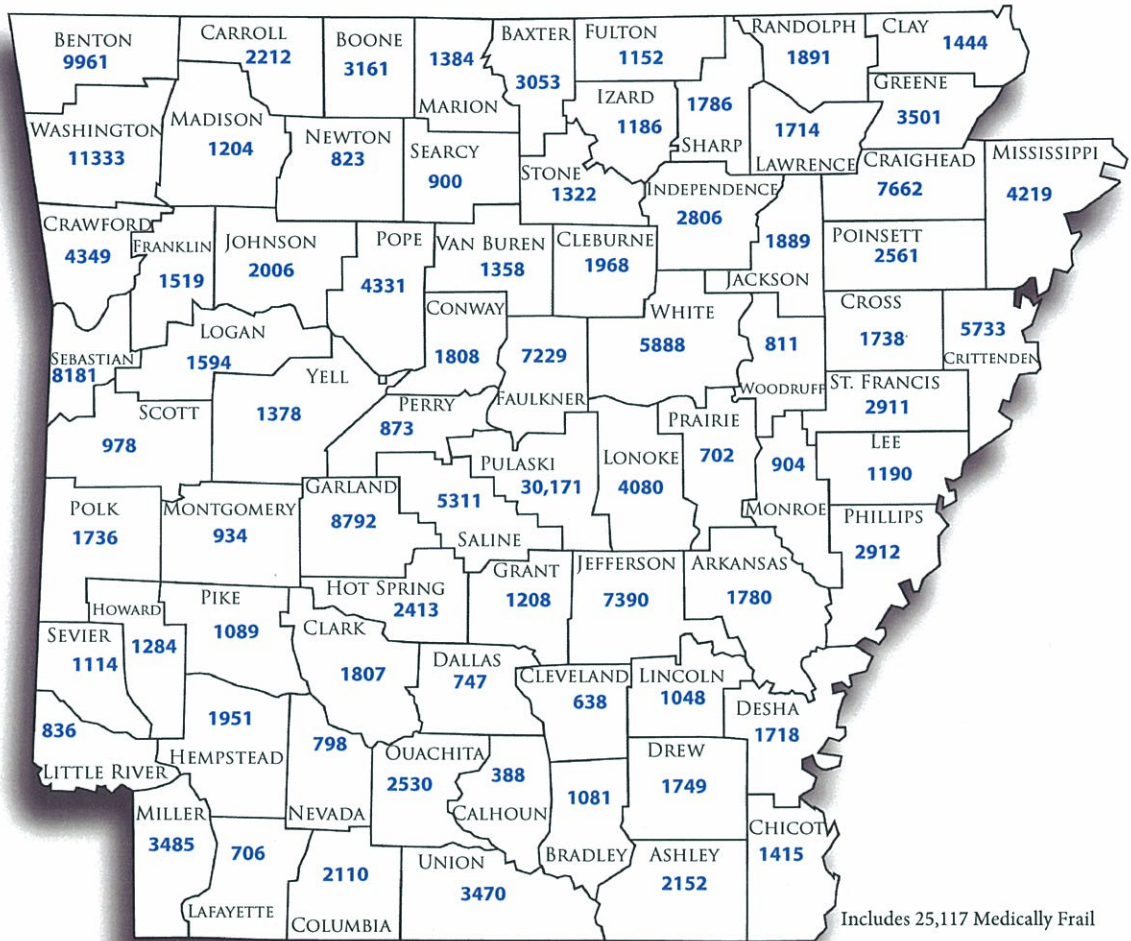 BENTON
9961
CARROLL
2212
BOONE
3161
1384
MARION
BAXTER
3053
FULTON
1152
RANDOLPH
1891
CLAY
1444
GREENE
3501
IZARD
1186
1786
SHARP
1714
LAWRENCE
WASHINGTON
11333
MADISON
1204
NEWTON
823
SEARCY
900
STONE
1322
INDEPENDENCE
2806
CRAIGHEAD
7662
MISSISSIPPI
4219
CRAWFORD
4349
FRANKLIN
1519
JOHNSON
2006
POPE
4331
VAN BUREN
1358
CLEBURNE
1968
1889
JACKSON
POINSETT
2561
CONWAY
1808
WHITE
5888
CROSS
1738
5733
CRITTENDEN
SEBASTIAN
8181
LOGAN
1594
YELL
1378
7229
FAULKNER
811
WOODRUFF
ST. FRANCIS
2911
SCOTT
978
PERRY
873
PULASKI
30,171
LONOKE
4080
PRAIRIE
702
904
MONROE
LEE
1190
POLK
1736
MONTGOMERY
934
GARLAND
8792
5311
SALINE
PHILLIPS
2912
HOT SPRING
2413
GRANT
1208
JEFFERSON
7390
ARKANSAS
1780
HOWARD
1284
PIKE
1089
CLARK
1807
SEVIER
1114
DALLAS
747
CLEVELAND
638
LINCOLN
1048
DESHA
1718
836
LITTLE RIVER
1951
HEMPSTEAD
798
NEVADA
OUACHITA
2530
388
CALHOUN
1081
BRADLEY
DREW
1749
MILLER
3485
706
LAFAYETTE
2110
COLUMBIA
UNION
3470
ASHLEY
2152
CHICOT
1415
Includes 25,117 Medically Frail